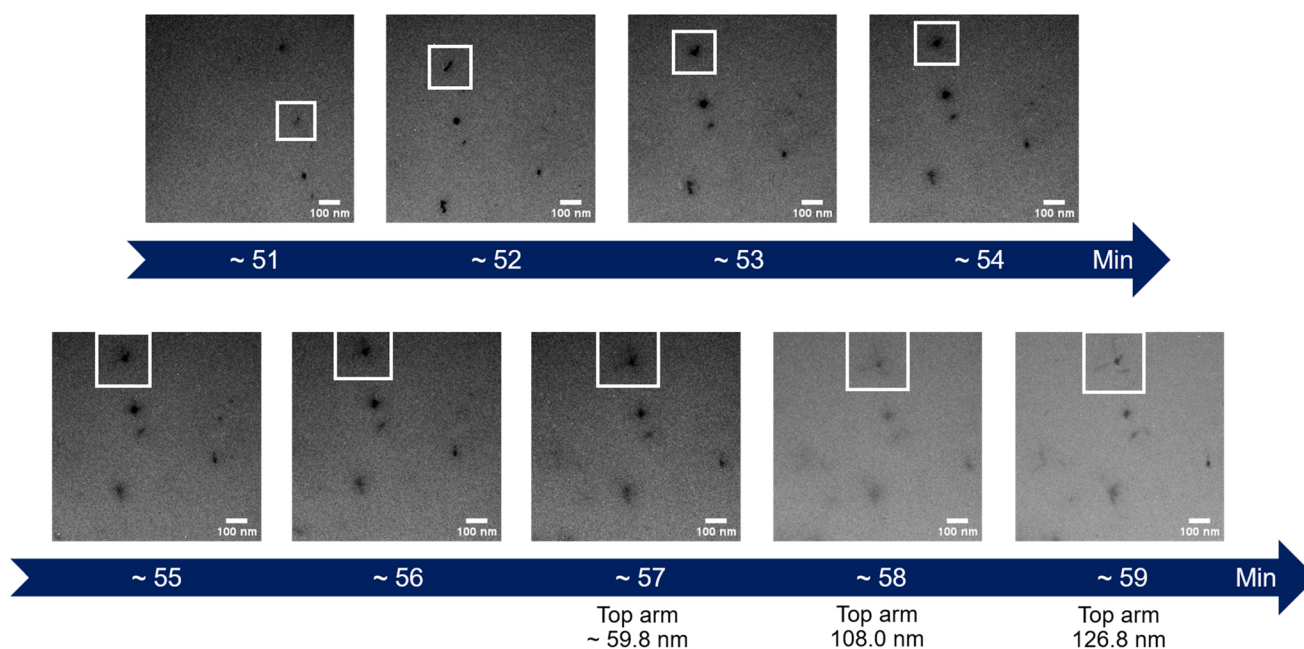 100 nm
100 nm
100 nm
100 nm
~ 51
~ 52
~ 53
~ 54
Min
100 nm
100 nm
100 nm
100 nm
100 nm
~ 55
~ 56
~ 57
~ 58
~ 59
Min
Top arm
~ 59.8 nm
Top arm
108.0 nm
Top arm
126.8 nm